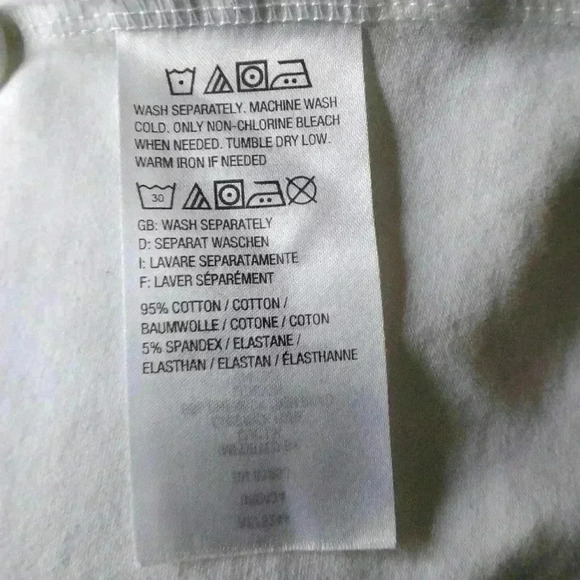 WASH SEPARATELY. MACHINE WASH
COLD. ONLY NON-CHLORINE BLEACH
WHEN NEEDED. TUMBLE DRY LOW.
WARM IRON IF NEEDED
30
GB: WASH SEPARATELY
D: SEPARAT WASCHEN
I: LAVARE SEPARATAMENTE
F: LAVER SÉPARÉMENT
95% COTTON / COTTON /
BAUMWOLLE / COTONE / COTON
5% SPANDEX / ELASTANE /
ELASTHAN / ELASTAN / ÉLASTHANNE